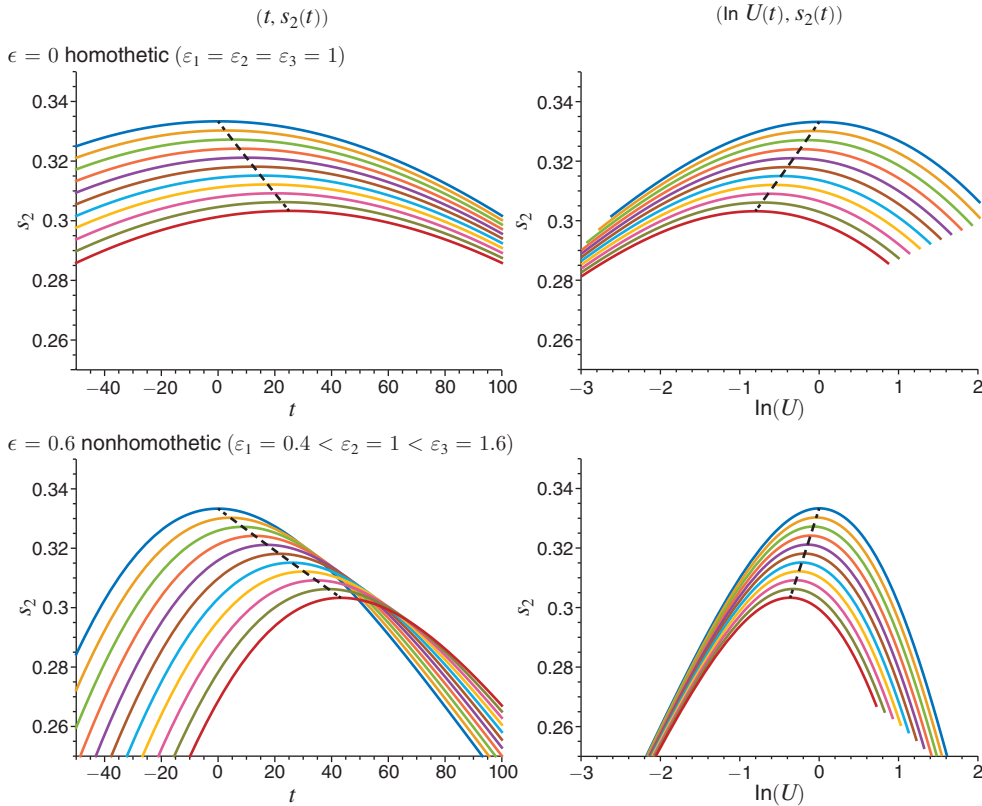 (t, s₂(t))
(ln U(t), s₂(t))
ϵ = 0 homothetic (ε₁ = ε₂ = ε₃ = 1)
0.34
0.32
0.3
0.28
0.26
s₂
−40 −20 0 20 40 60 80 100
t
0.34
0.32
0.3
0.28
0.26
s₂
−3 −2 −1 0 1 2
ln(U)
ϵ = 0.6 nonhomothetic (ε₁ = 0.4 < ε₂ = 1 < ε₃ = 1.6)
0.34
0.32
0.3
0.28
0.26
s₂
−40 −20 0 20 40 60 80 100
t
0.34
0.32
0.3
0.28
0.26
s₂
−3 −2 −1 0 1 2
ln(U)